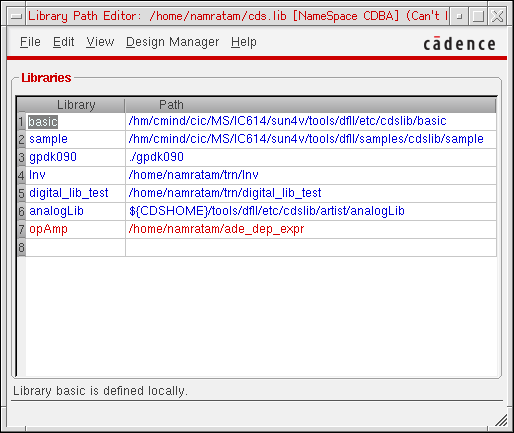 Library Path Editor: /home/namratam/cds.lib [NameSpace CDBA] (Can't l
File Edit View Design Manager Help cādence
Libraries
Library Path
1 basic /hm/cmind/cic/MS/IC614/sun4v/tools/dfII/etc/cdslib/basic
2 sample /hm/cmind/cic/MS/IC614/sun4v/tools/dfII/samples/cdslib/sample
3 gpdk090 ./gpdk090
4 Inv /home/namratam/trn/Inv
5 digital_lib_test /home/namratam/trn/digital_lib_test
6 analogLib ${CDSHOME}/tools/dfII/etc/cdslib/artist/analogLib
7 opAmp /home/namratam/ade_dep_expr
8
Library basic is defined locally.